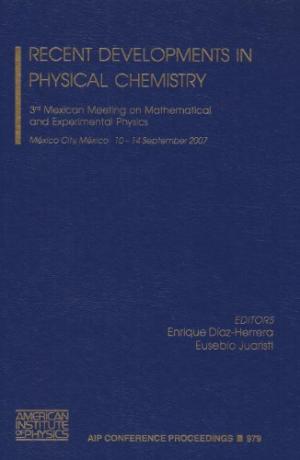 RECENT DEVELOPMENTS IN
PHYSICAL CHEMISTRY
3rd Mexican Meeting on Mathematical
and Experimental Physics
México City, México 10 – 14 September 2007
EDITORS
Enrique Díaz-Herrera
Eusebio Juaristi
AMERICAN
INSTITUTE
OF PHYSICS
AIP CONFERENCE PROCEEDINGS ■ 979